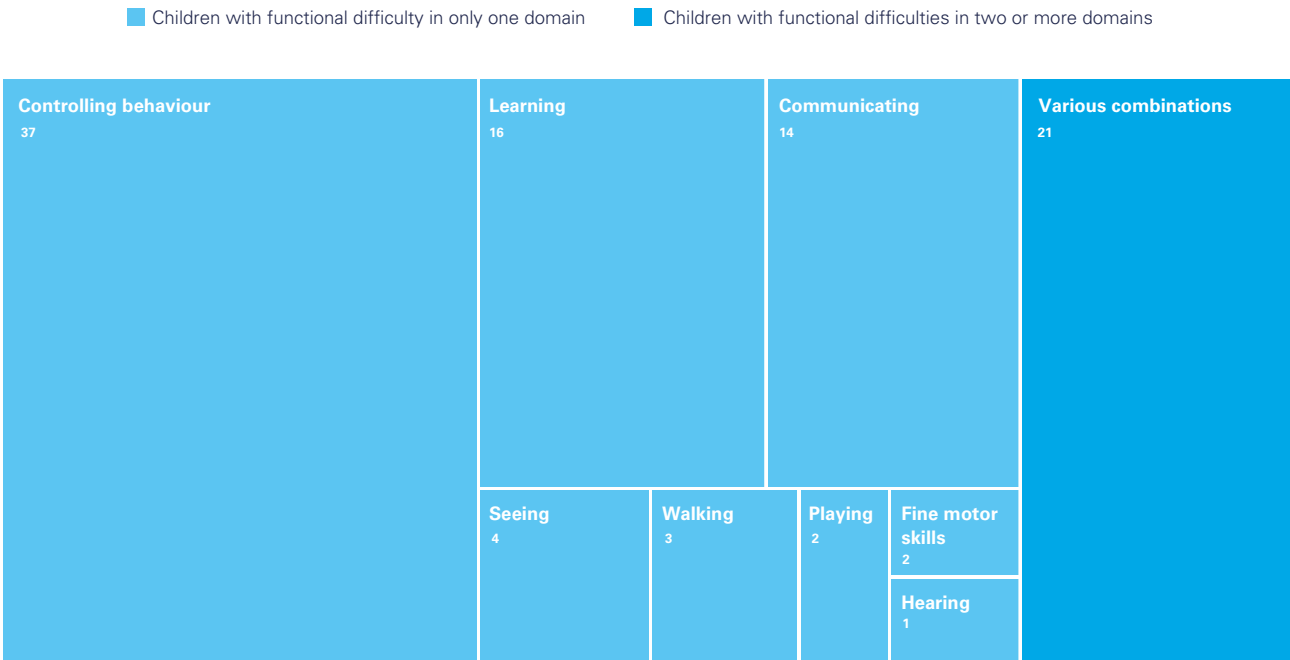 Children with functional difficulty in only one domain
Children with functional difficulties in two or more domains
Controlling behaviour
37
Learning
16
Communicating
14
Various combinations
21
Seeing
4
Walking
3
Playing
2
Fine motor
skills
2
Hearing
1